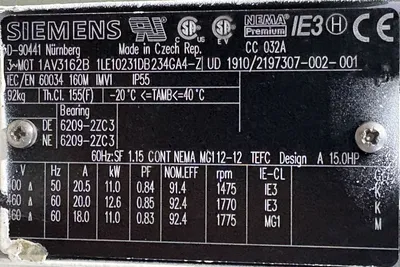 SIEMENS UR C US SA EV US NEMA Premium IE3 H
D-90441 Nürnberg Made in Czech Rep. CC 032A
3~MOT 1AV3162B 1LE10231DB234GA4-Z UD 1910/2197307-002-001
IEC/EN 60034 160M IMV1 IP55
92kg Th.Cl. 155(F) -20°C <=TAMB<=40°C
Bearing
DE 6209-2ZC3
NE 6209-2ZC3
60Hz:SF 1.15 CONT NEMA MG1 12-12 TEFC Design A 15.0HP
V Hz A kW PF NOM.EFF rpm IE-CL
400 Δ 50 20.5 11.0 0.84 91.4 1475 IE3 K
460 Δ 60 20.0 12.6 0.85 92.4 1770 IE3 K
460 Δ 60 18.0 11.0 0.83 92.4 1775 MG1 M